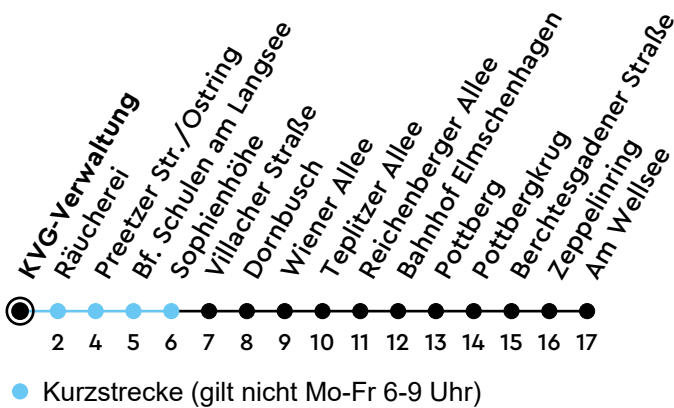 KVG-Verwaltung
Räucherei
Preetzer Str./Ostring
Bf. Schulen am Langsee
Sophienhöhe
Villacher Straße
Dornbusch
Wiener Allee
Teplitzer Allee
Reichenberger Allee
Bahnhof Elmschenhagen
Pottberg
Pottbergkrug
Berchtesgadener Straße
Zeppelinring
Am Wellsee
2 4 5 6 7 8 9 10 11 12 13 14 15 16 17
Kurzstrecke (gilt nicht Mo-Fr 6-9 Uhr)